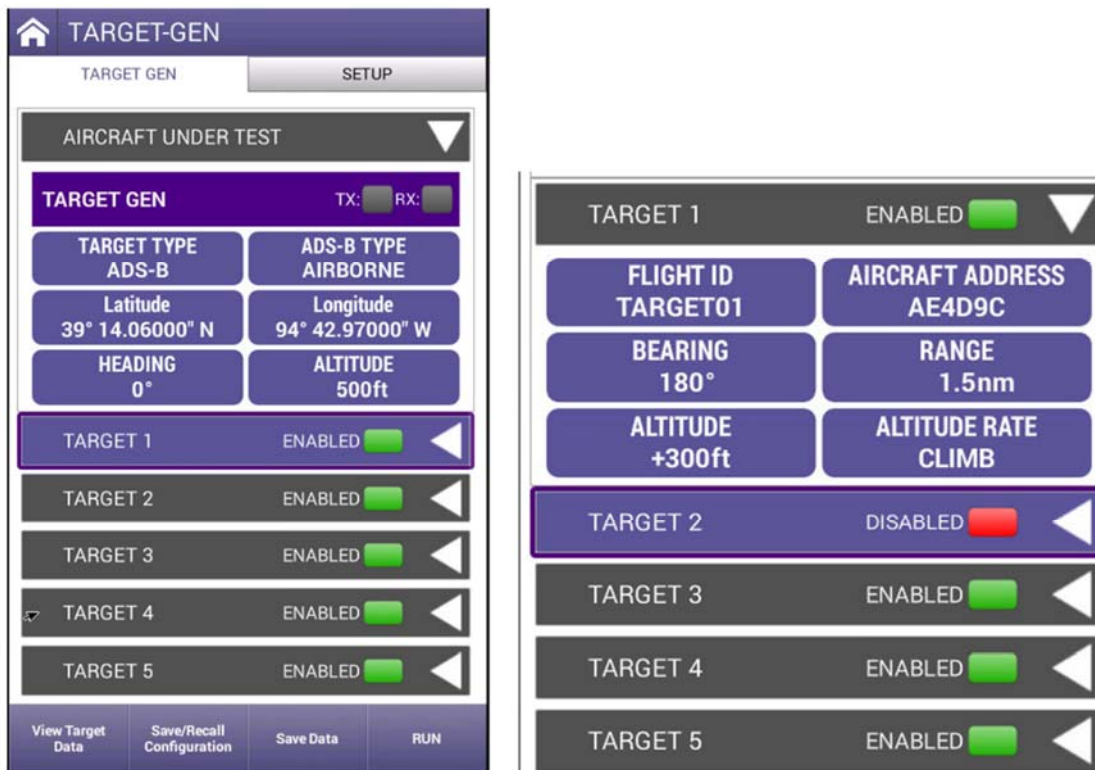 TARGET-GEN
TARGET GEN SETUP
AIRCRAFT UNDER TEST
TARGET GEN TX: RX:
TARGET TYPE
ADS-B
ADS-B TYPE
AIRBORNE
Latitude
39° 14.06000" N
Longitude
94° 42.97000" W
HEADING
0°
ALTITUDE
500ft
TARGET 1 ENABLED
TARGET 2 ENABLED
TARGET 3 ENABLED
TARGET 4 ENABLED
TARGET 5 ENABLED
View Target
Data
Save/Recall
Configuration
Save Data
RUN
TARGET 1 ENABLED
FLIGHT ID
TARGET01
AIRCRAFT ADDRESS
AE4D9C
BEARING
180°
RANGE
1.5nm
ALTITUDE
+300ft
ALTITUDE RATE
CLIMB
TARGET 2 DISABLED
TARGET 3 ENABLED
TARGET 4 ENABLED
TARGET 5 ENABLED